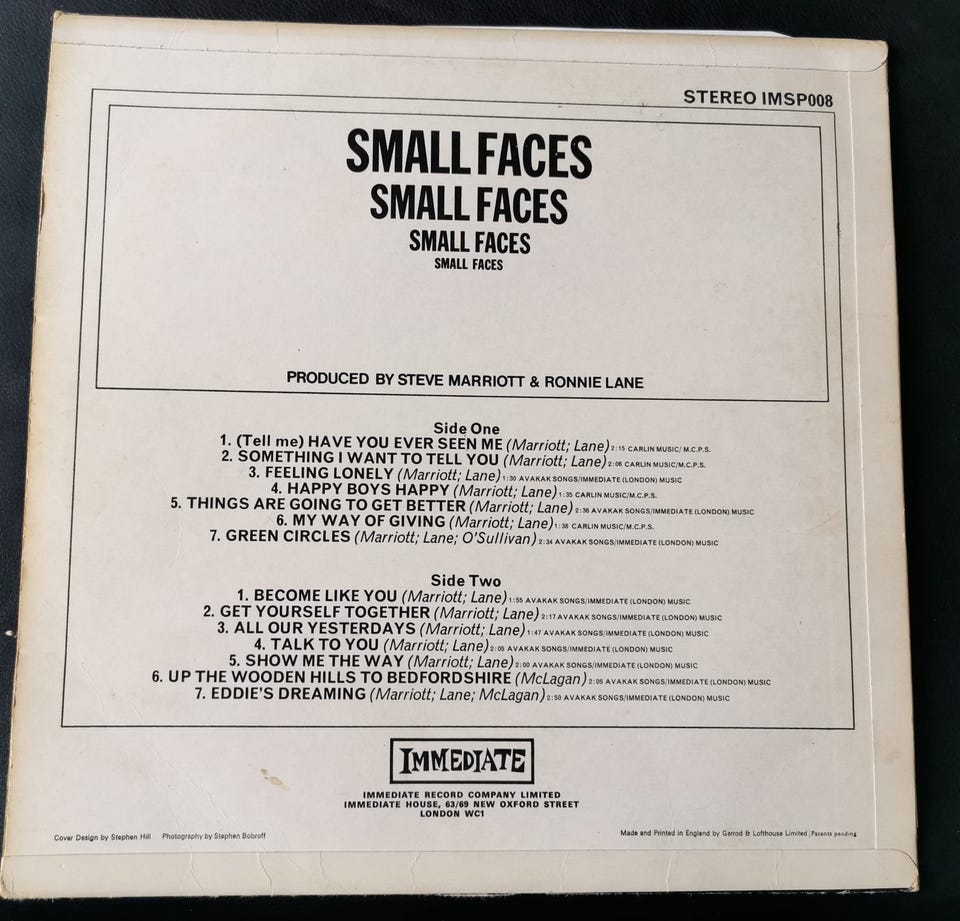 STEREO IMSP008
SMALL FACES
SMALL FACES
SMALL FACES
SMALL FACES
PRODUCED BY STEVE MARRIOTT & RONNIE LANE
Side One
1. (Tell me) HAVE YOU EVER SEEN ME (Marriott; Lane) 2:15 CARLIN MUSIC/ M.C.P.S.
2. SOMETHING I WANT TO TELL YOU (Marriott; Lane) 2:06 CARLIN MUSIC/M.C.P.S.
3. FEELING LONELY (Marriott; Lane) 1:30 AVAKAK SONGS/IMMEDIATE (LONDON) MUSIC
4. HAPPY BOYS HAPPY (Marriott; Lane) 1:35 CARLIN MUSIC/M.C.P.S.
5. THINGS ARE GOING TO GET BETTER (Marriott; Lane) 2:36 AVAKAK SONGS/IMMEDIATE (LONDON) MUSIC
6. MY WAY OF GIVING (Marriott; Lane) 1:38 CARLIN MUSIC/M.C.P.S.
7. GREEN CIRCLES (Marriott; Lane; O'Sullivan) 2:34 AVAKAK SONGS/IMMEDIATE (LONDON) MUSIC
Side Two
1. BECOME LIKE YOU (Marriott; Lane) 1:55 AVAKAK SONGS/IMMEDIATE (LONDON) MUSIC
2. GET YOURSELF TOGETHER (Marriott; Lane) 2:17 AVAKAK SONGS/IMMEDIATE (LONDON) MUSIC
3. ALL OUR YESTERDAYS (Marriott; Lane) 1:47 AVAKAK SONGS/IMMEDIATE (LONDON) MUSIC
4. TALK TO YOU (Marriott; Lane) 2:05 AVAKAK SONGS/IMMEDIATE (LONDON) MUSIC
5. SHOW ME THE WAY (Marriott; Lane) 2:00 AVAKAK SONGS/IMMEDIATE (LONDON) MUSIC
6. UP THE WOODEN HILLS TO BEDFORDSHIRE (McLagan) 2:05 AVAKAK SONGS/IMMEDIATE (LONDON) MUSIC
7. EDDIE'S DREAMING (Marriott; Lane; McLagan) 2:50 AVAKAK SONGS/IMMEDIATE (LONDON) MUSIC
IMMEDIATE
IMMEDIATE RECORD COMPANY LIMITED
IMMEDIATE HOUSE, 63/69 NEW OXFORD STREET
LONDON WC1
Cover Design by Stephen Hill Photography by Stephen Bobroff
Made and Printed in England by Garrod & Lofthouse Limited | Patents pending